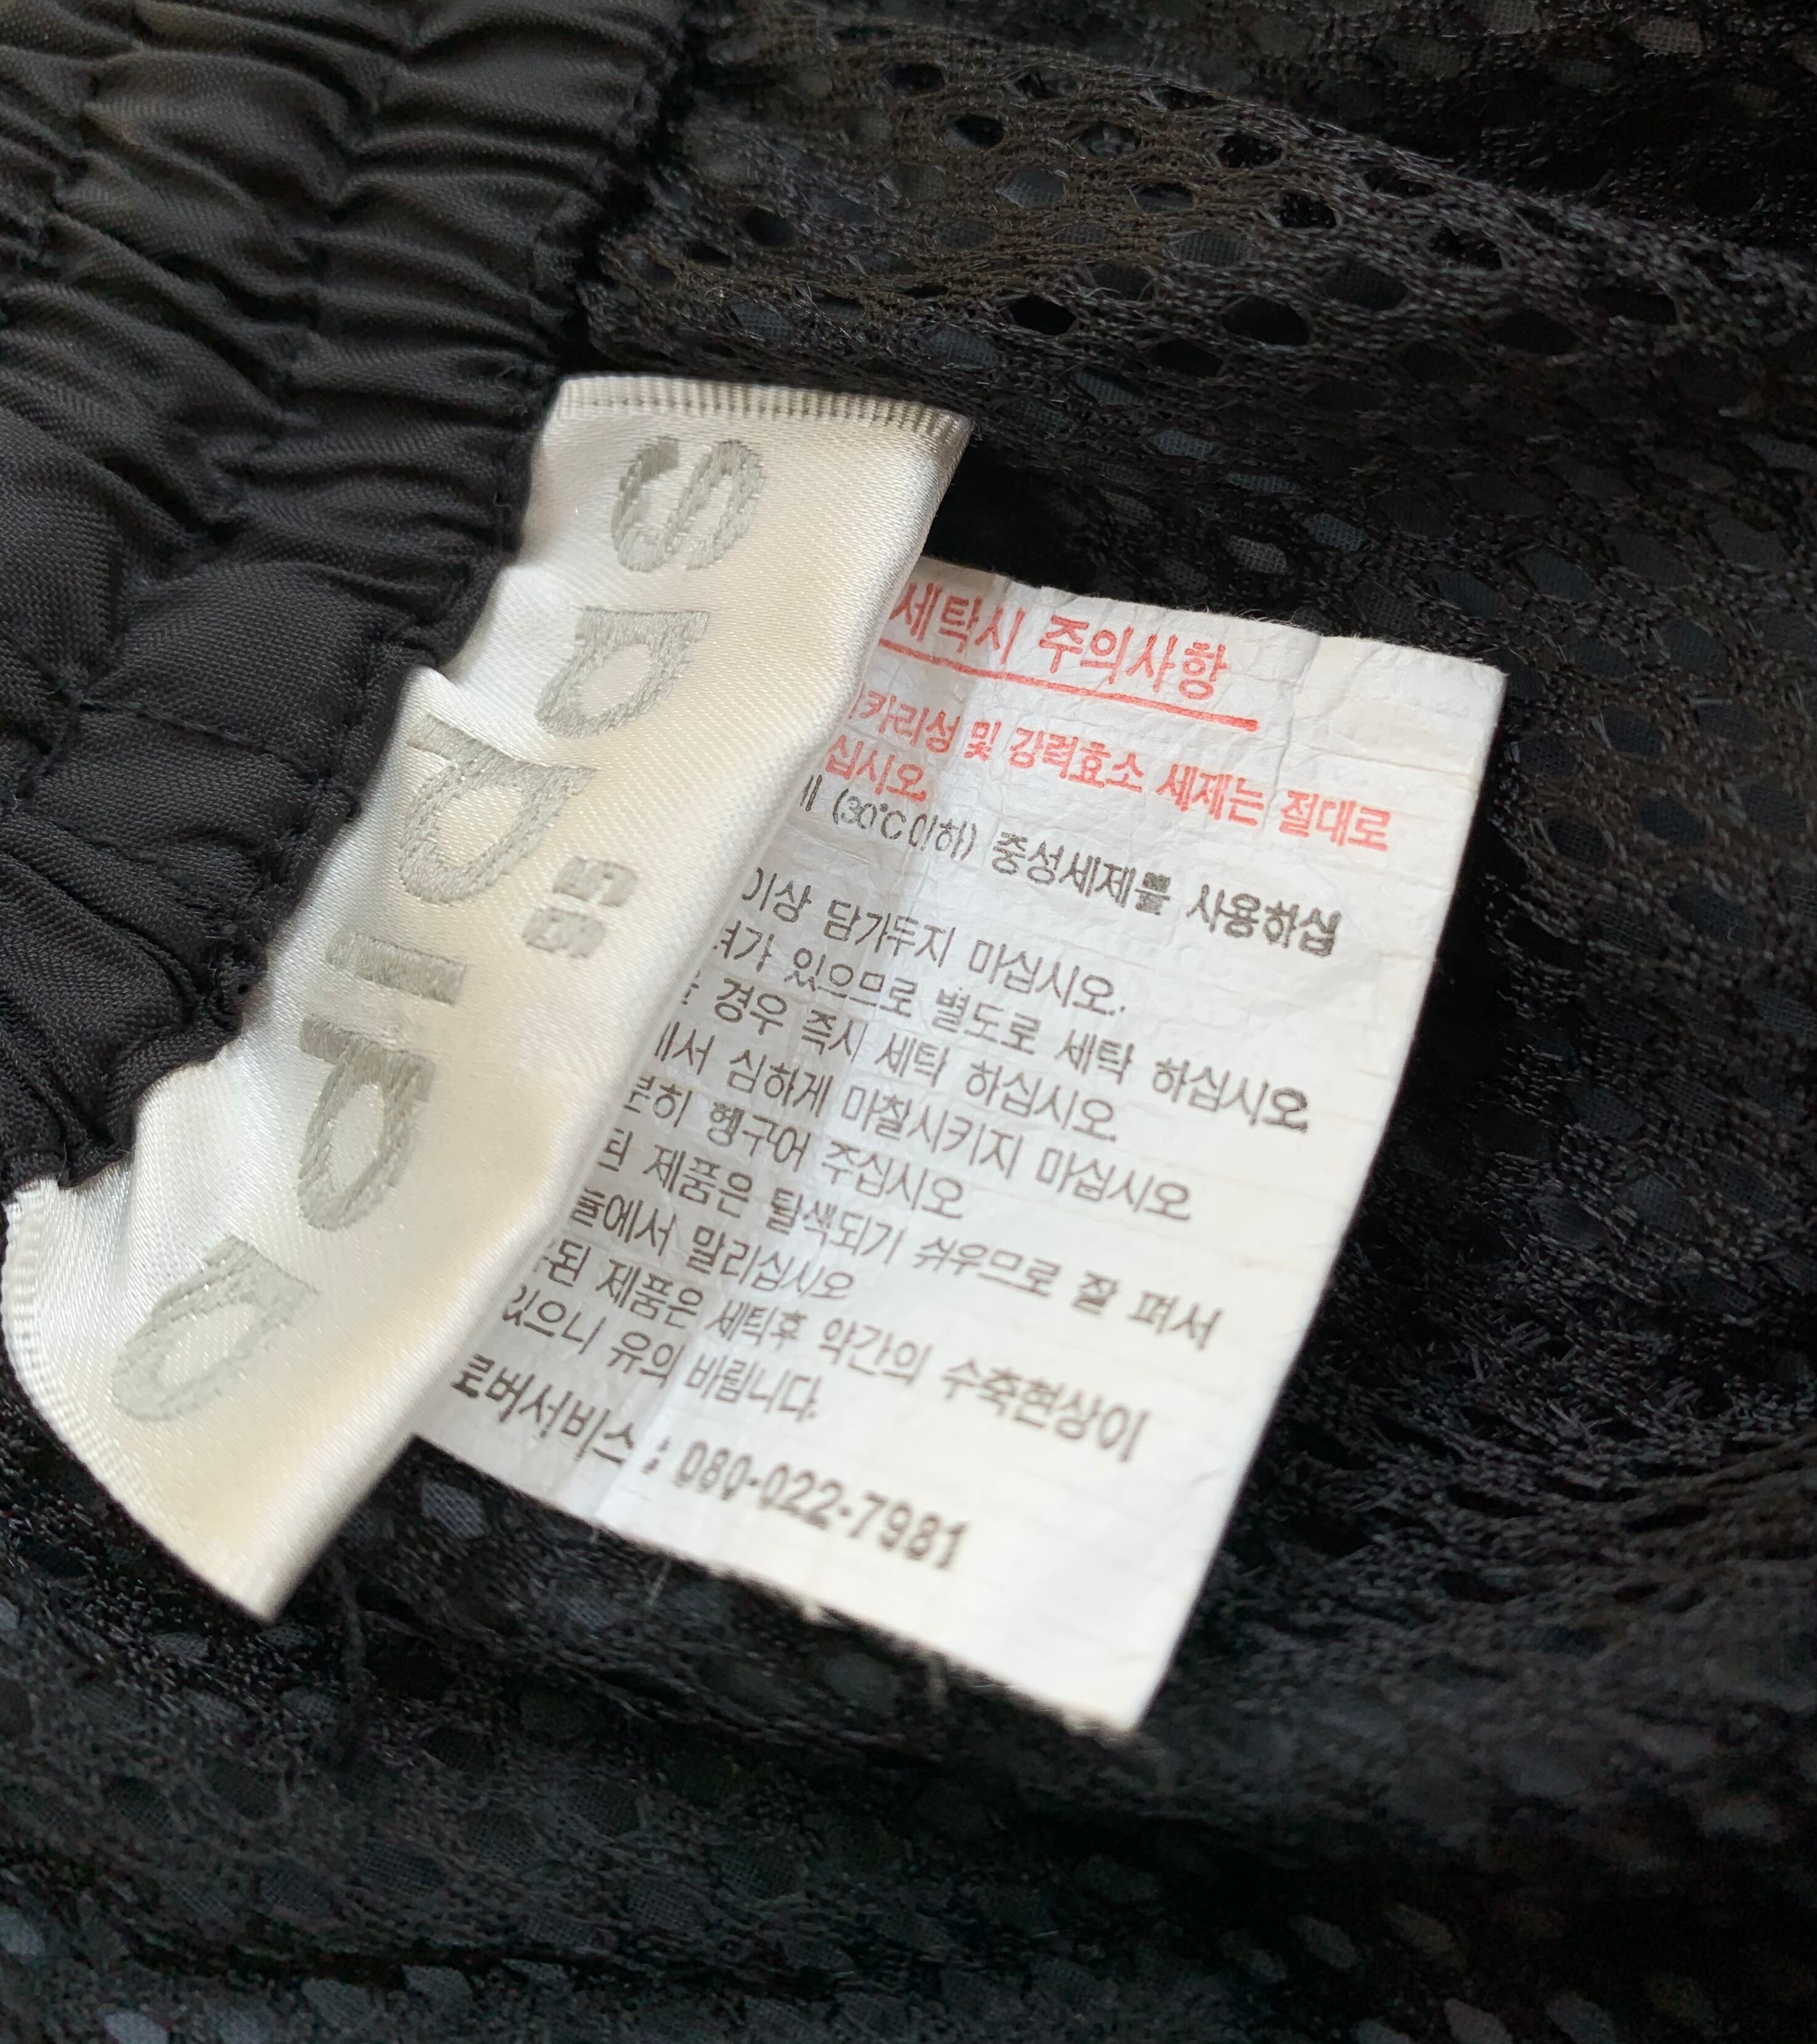 SPRIPD
55
세탁시 주의사항
카리성 및 강력효소 세제는 절대로
십시오.
(30℃이하) 중성세제를 사용하십
이상 담가두지 마십시오.
있으므로 별도로 세탁 하십시오.
경우 즉시 세탁 하십시오.
서 심하게 마찰시키지 마십시오
히 헹구어 주십시오
제품은 탈색되기 쉬우므로 잘 펴서
늘에서 말리십시오
된 제품은 세탁후 약간의 수축현상이
있으니 유의 바랍니다.
로버서비스 : 080-022-7981